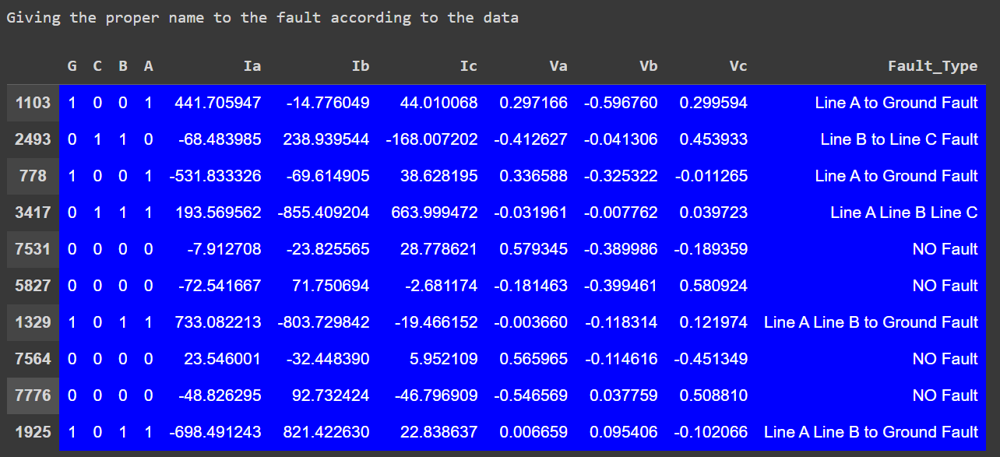 Giving the proper name to the fault according to the data
G C B A Ia Ib Ic Va Vb Vc Fault_Type
1103 1 0 0 1 441.705947 -14.776049 44.010068 0.297166 -0.596760 0.299594 Line A to Ground Fault
2493 0 1 1 0 -68.483985 238.939544 -168.007202 -0.412627 -0.041306 0.453933 Line B to Line C Fault
778 1 0 0 1 -531.833326 -69.614905 38.628195 0.336588 -0.325322 -0.011265 Line A to Ground Fault
3417 0 1 1 1 193.569562 -855.409204 663.999472 -0.031961 -0.007762 0.039723 Line A Line B Line C
7531 0 0 0 0 -7.912708 -23.825565 28.778621 0.579345 -0.389986 -0.189359 NO Fault
5827 0 0 0 0 -72.541667 71.750694 -2.681174 -0.181463 -0.399461 0.580924 NO Fault
1329 1 0 1 1 733.082213 -803.729842 -19.466152 -0.003660 -0.118314 0.121974 Line A Line B to Ground Fault
7564 0 0 0 0 23.546001 -32.448390 5.952109 0.565965 -0.114616 -0.451349 NO Fault
7776 0 0 0 0 -48.826295 92.732424 -46.796909 -0.546569 0.037759 0.508810 NO Fault
1925 1 0 1 1 -698.491243 821.422630 22.838637 0.006659 0.095406 -0.102066 Line A Line B to Ground Fault